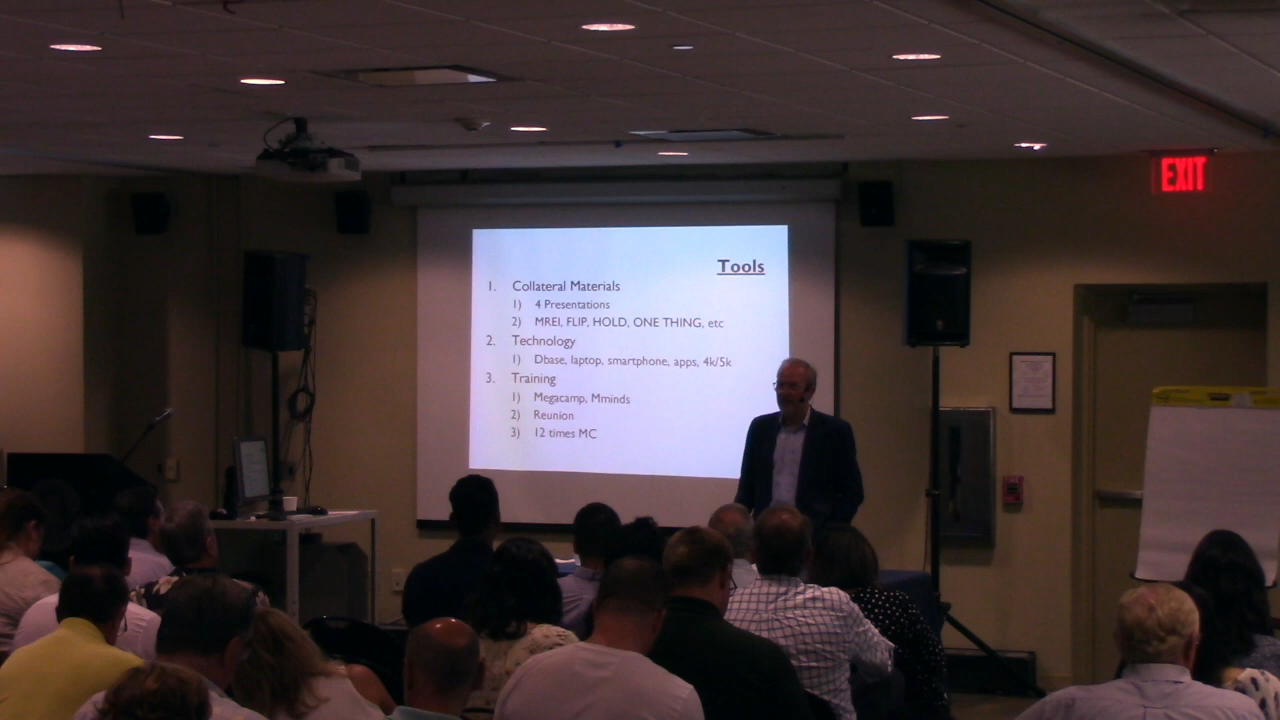 EXIT
Tools
1. Collateral Materials
1) 4 Presentations
2) MREI, FLIP, HOLD, ONE THING, etc
2. Technology
1) Dbase, laptop, smartphone, apps, 4k/5k
3. Training
1) Megacamp, Mminds
2) Reunion
3) 12 times MC